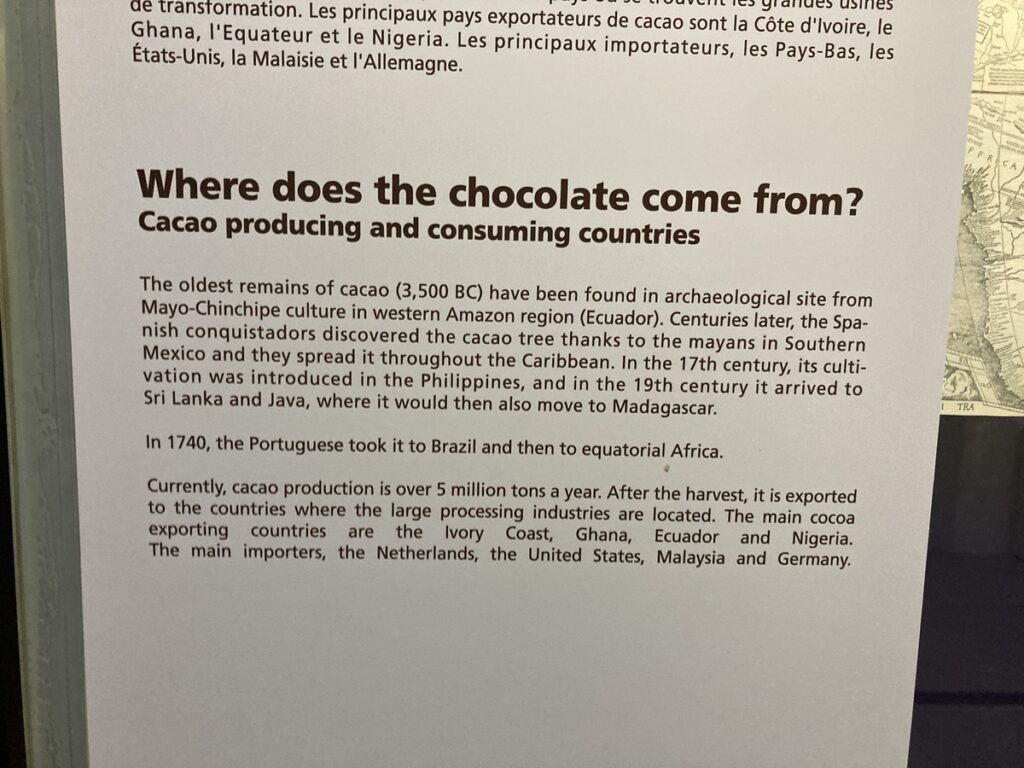 de transformation. Les principaux pays exportateurs de cacao sont la Côte d'Ivoire, le
Ghana, l'Equateur et le Nigeria. Les principaux importateurs, les Pays-Bas, les
États-Unis, la Malaisie et l'Allemagne.
Where does the chocolate come from?
Cacao producing and consuming countries
The oldest remains of cacao (3,500 BC) have been found in archaeological site from
Mayo-Chinchipe culture in western Amazon region (Ecuador). Centuries later, the Spa-
nish conquistadors discovered the cacao tree thanks to the mayans in Southern
Mexico and they spread it throughout the Caribbean. In the 17th century, its culti-
vation was introduced in the Philippines, and in the 19th century it arrived to
Sri Lanka and Java, where it would then also move to Madagascar.
In 1740, the Portuguese took it to Brazil and then to equatorial Africa.
Currently, cacao production is over 5 million tons a year. After the harvest, it is exported
to the countries where the large processing industries are located. The main cocoa
exporting countries are the Ivory Coast, Ghana, Ecuador and Nigeria.
The main importers, the Netherlands, the United States, Malaysia and Germany.
TRA